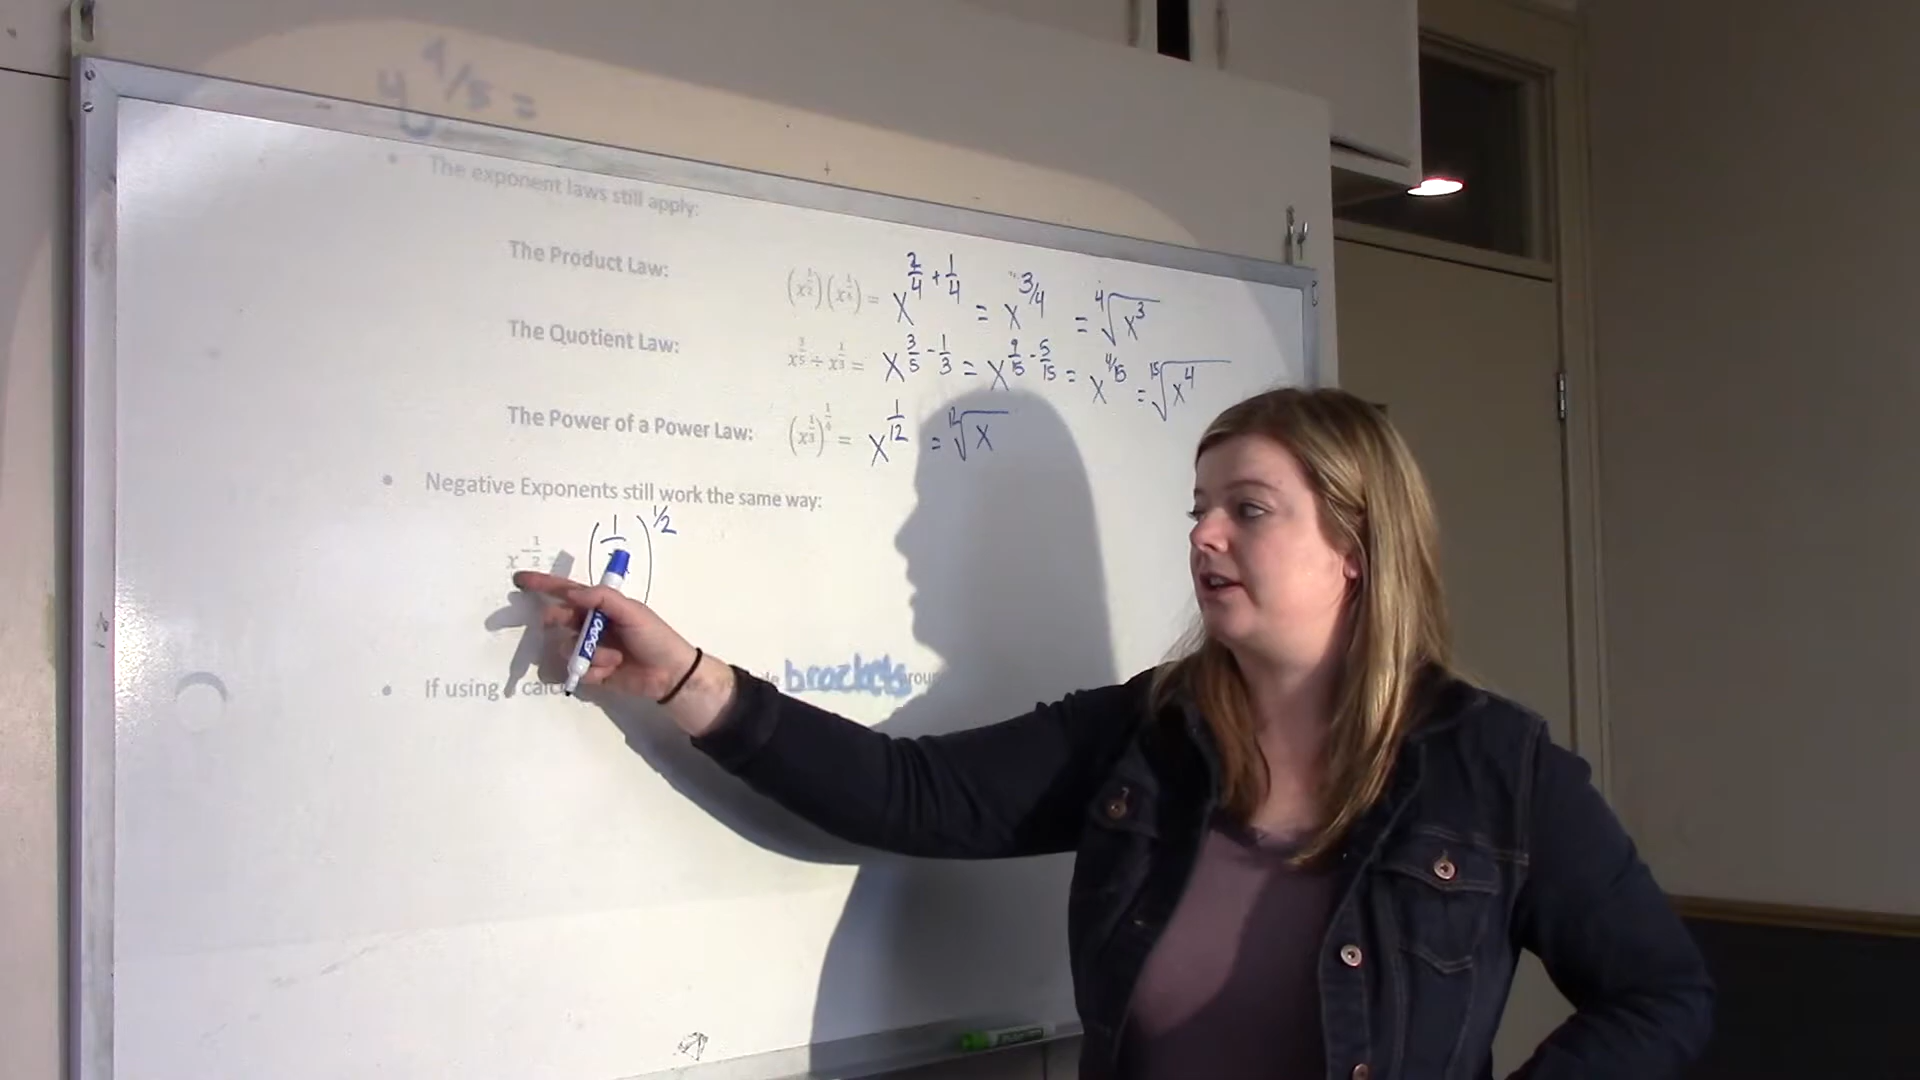 y^4/5 =
• The exponent laws still apply:
The Product Law: (x^1/2)(x^1/4) = x^2/4 + 1/4 = x^3/4 = ⁴√x^3
The Quotient Law: x^3/5 ÷ x^1/3 = x^3/5 - 1/3 = x^9/15 - 5/15 = x^4/15 = ¹⁵√x^4
The Power of a Power Law: (x^1/3)^1/4 = x^1/12 = ¹²√x
• Negative Exponents still work the same way:
x^-1/2 (1/x)^1/2
• If using a brackets
EXPO